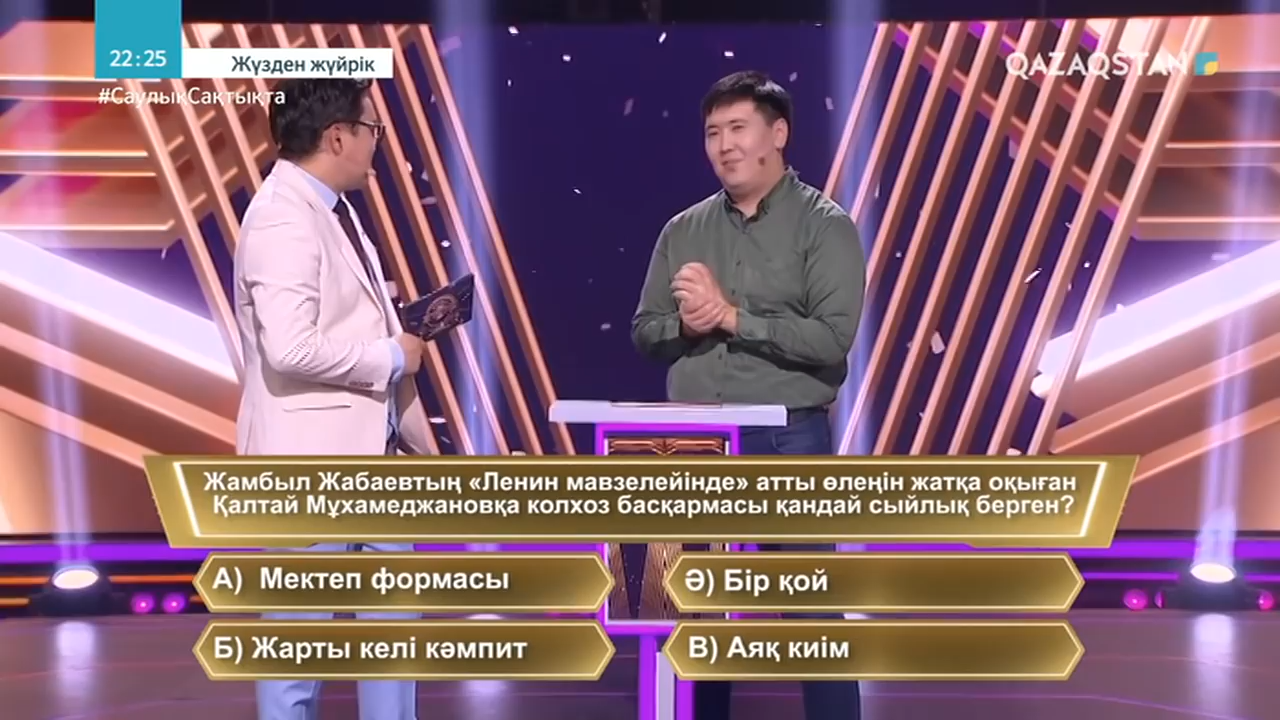 22:25
Жүзден жүйрік
#СаулықСақтықта
QAZAQSTAN
Жамбыл Жабаевтың «Ленин мавзелейінде» атты өлеңін жатқа оқыған
Қалтай Мұхамеджановқа колхоз басқармасы қандай сыйлық берген?
А) Мектеп формасы
Ә) Бір қой
Б) Жарты келі кәмпит
В) Аяқ киім